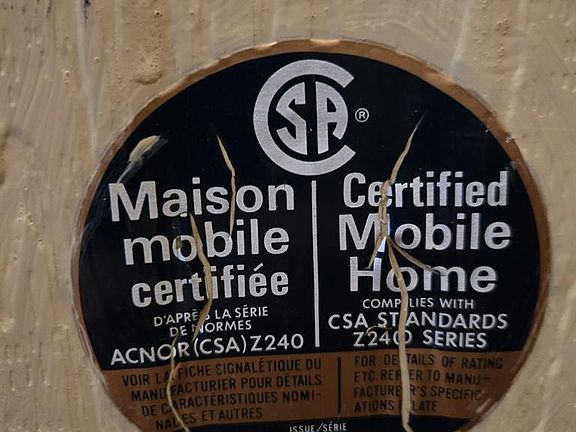 CSA ®
Maison
mobile
certifiée
D'APRÈS LA SÉRIE
DE NORMES
ACNOR (CSA) Z240
Certified
Mobile
Home
COMPLIES WITH
CSA STANDARDS
Z240 SERIES
VOIR LA FICHE SIGNALÉTIQUE DU
MANUFACTURIER POUR DETAILS
DE CARACTÉRISTIQUES NOMI-
NALES ET AUTRES
FOR DETAILS OF RATING
ETC. REFER TO MANU-
FACTURER'S SPECIFIC-
ATIONS PLATE
ISSUE/SÉRIE